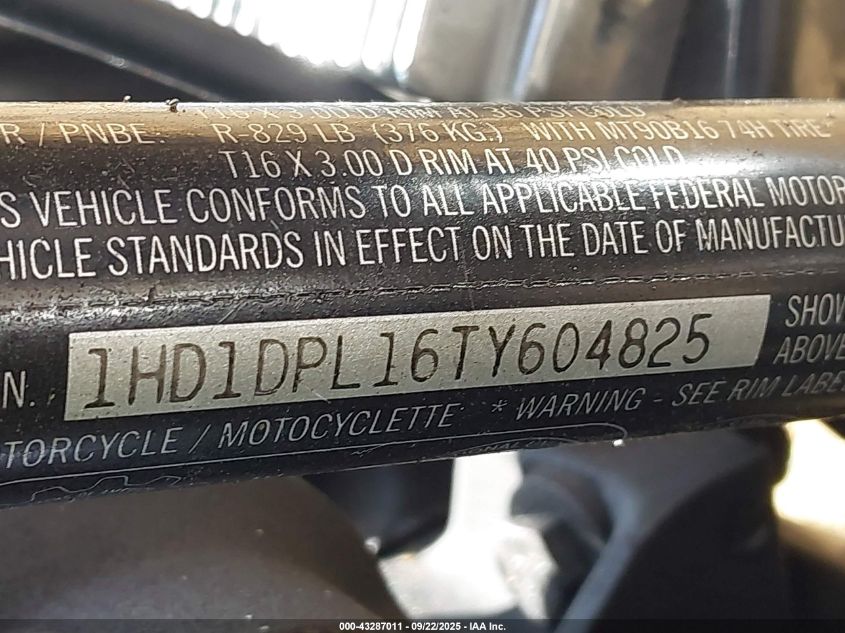 T16 X 3.00 D RIM AT 36 PSI COLD
R / PNBE: R-829 LB (376 KG.) WITH MT90B16 74H TIRE
T16 X 3.00 D RIM AT 40 PSI COLD
S VEHICLE CONFORMS TO ALL APPLICABLE FEDERAL MOTOR
HICLE STANDARDS IN EFFECT ON THE DATE OF MANUFACTU
N. 1HD1DPL16TY604825 SHOW
ABOVE
TORCYCLE / MOTOCYCLETTE * WARNING - SEE RIM LABE
000-43287011 - 09/22/2025 - IAA Inc.